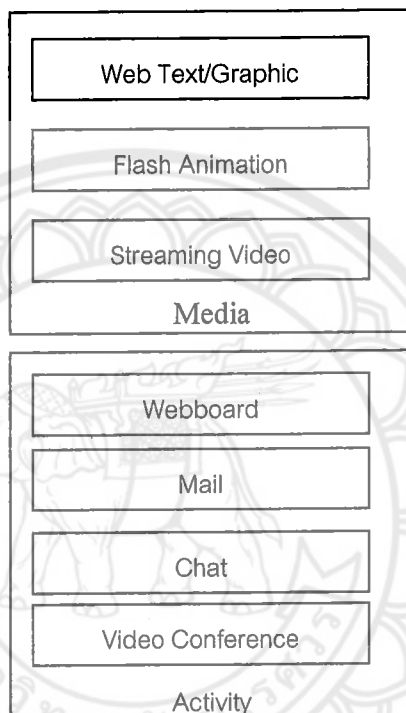 Web Text/Graphic
Flash Animation
Streaming Video
Media
Webboard
Mail
Chat
Video Conference
Activity